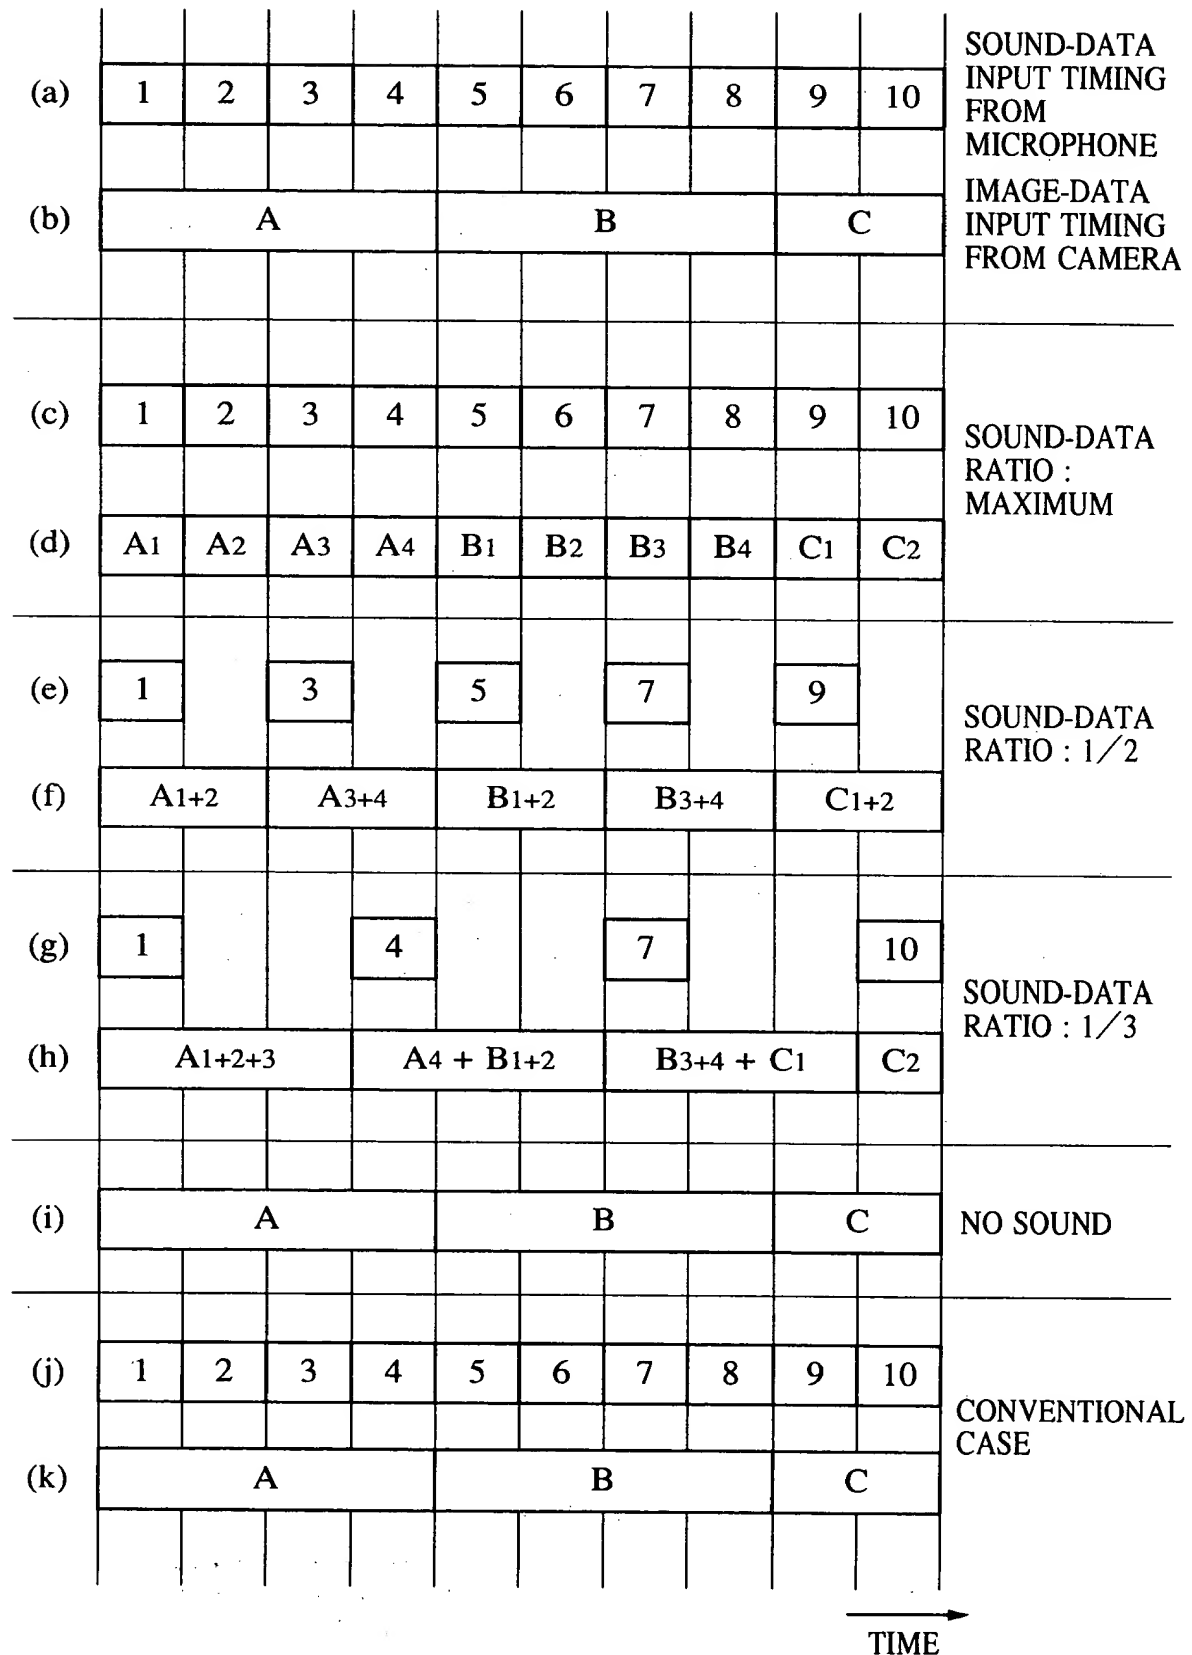 (a) 1 2 3 4 5 6 7 8 9 10
SOUND-DATA
INPUT TIMING
FROM
MICROPHONE
(b) A B C
IMAGE-DATA
INPUT TIMING
FROM CAMERA
(c) 1 2 3 4 5 6 7 8 9 10
(d) A1 A2 A3 A4 B1 B2 B3 B4 C1 C2
SOUND-DATA
RATIO :
MAXIMUM
(e) 1 3 5 7 9
(f) A1+2 A3+4 B1+2 B3+4 C1+2
SOUND-DATA
RATIO : 1/2
(g) 1 4 7 10
(h) A1+2+3 A4 + B1+2 B3+4 + C1 C2
SOUND-DATA
RATIO : 1/3
(i) A B C NO SOUND
(j) 1 2 3 4 5 6 7 8 9 10
(k) A B C
CONVENTIONAL
CASE
TIME